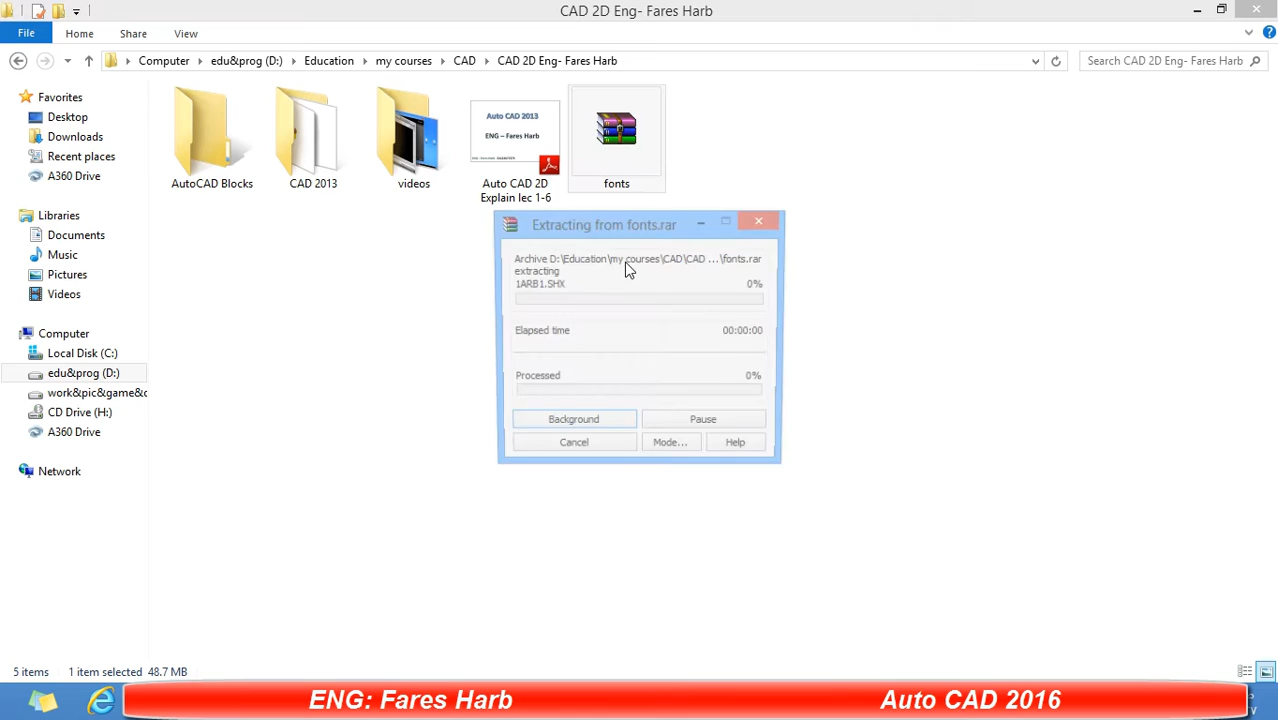 CAD 2D Eng- Fares Harb
File
Home
Share
View
Computer
edu&prog (D:)
Education
my courses
CAD
CAD 2D Eng- Fares Harb
Search CAD 2D Eng- Fares Harb
Favorites
Desktop
Downloads
Recent places
A360 Drive
Libraries
Documents
Music
Pictures
Videos
Computer
Local Disk (C:)
edu&prog (D:)
work&pic&game&
CD Drive (H:)
A360 Drive
Network
Auto CAD 2013
ENG – Fares Harb
AutoCAD Blocks
CAD 2013
videos
Auto CAD 2D
Explain lec 1-6
fonts
Extracting from fonts.rar
Archive D:\Education\my courses\CAD\CAD ...\fonts.rar
extracting
1ARB1.SHX
0%
Elapsed time
00:00:00
Processed
0%
Background
Pause
Cancel
Mode...
Help
5 items
1 item selected 48.7 MB
ENG: Fares Harb
Auto CAD 2016